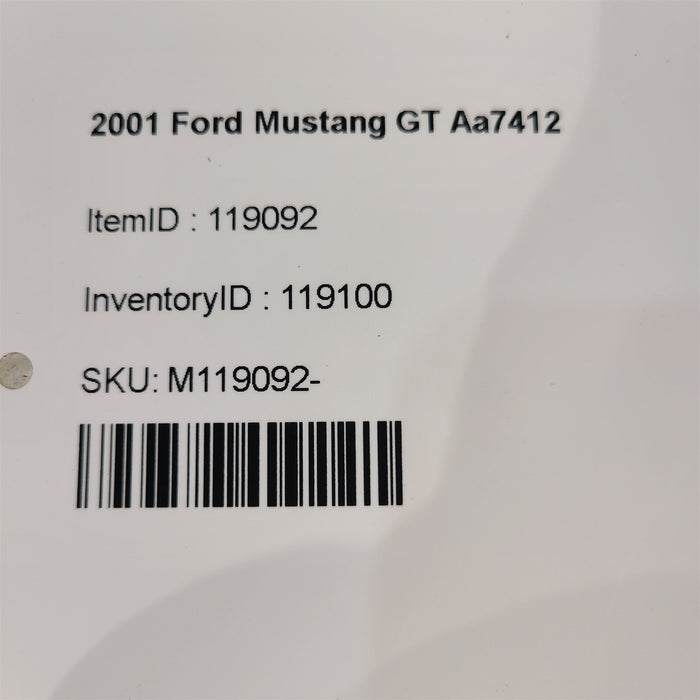 2001 Ford Mustang GT Aa7412
ItemID : 119092
InventoryID : 119100
SKU: M119092-